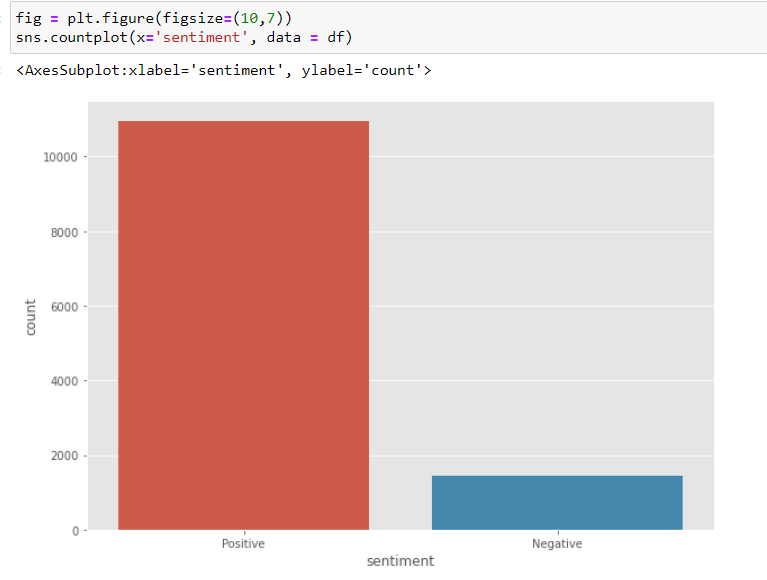 fig = plt.figure(figsize=(10,7))
sns.countplot(x='sentiment', data = df)
<AxesSubplot:xlabel='sentiment', ylabel='count'>
10000
8000
6000
4000
2000
0
count
Positive
Negative
sentiment